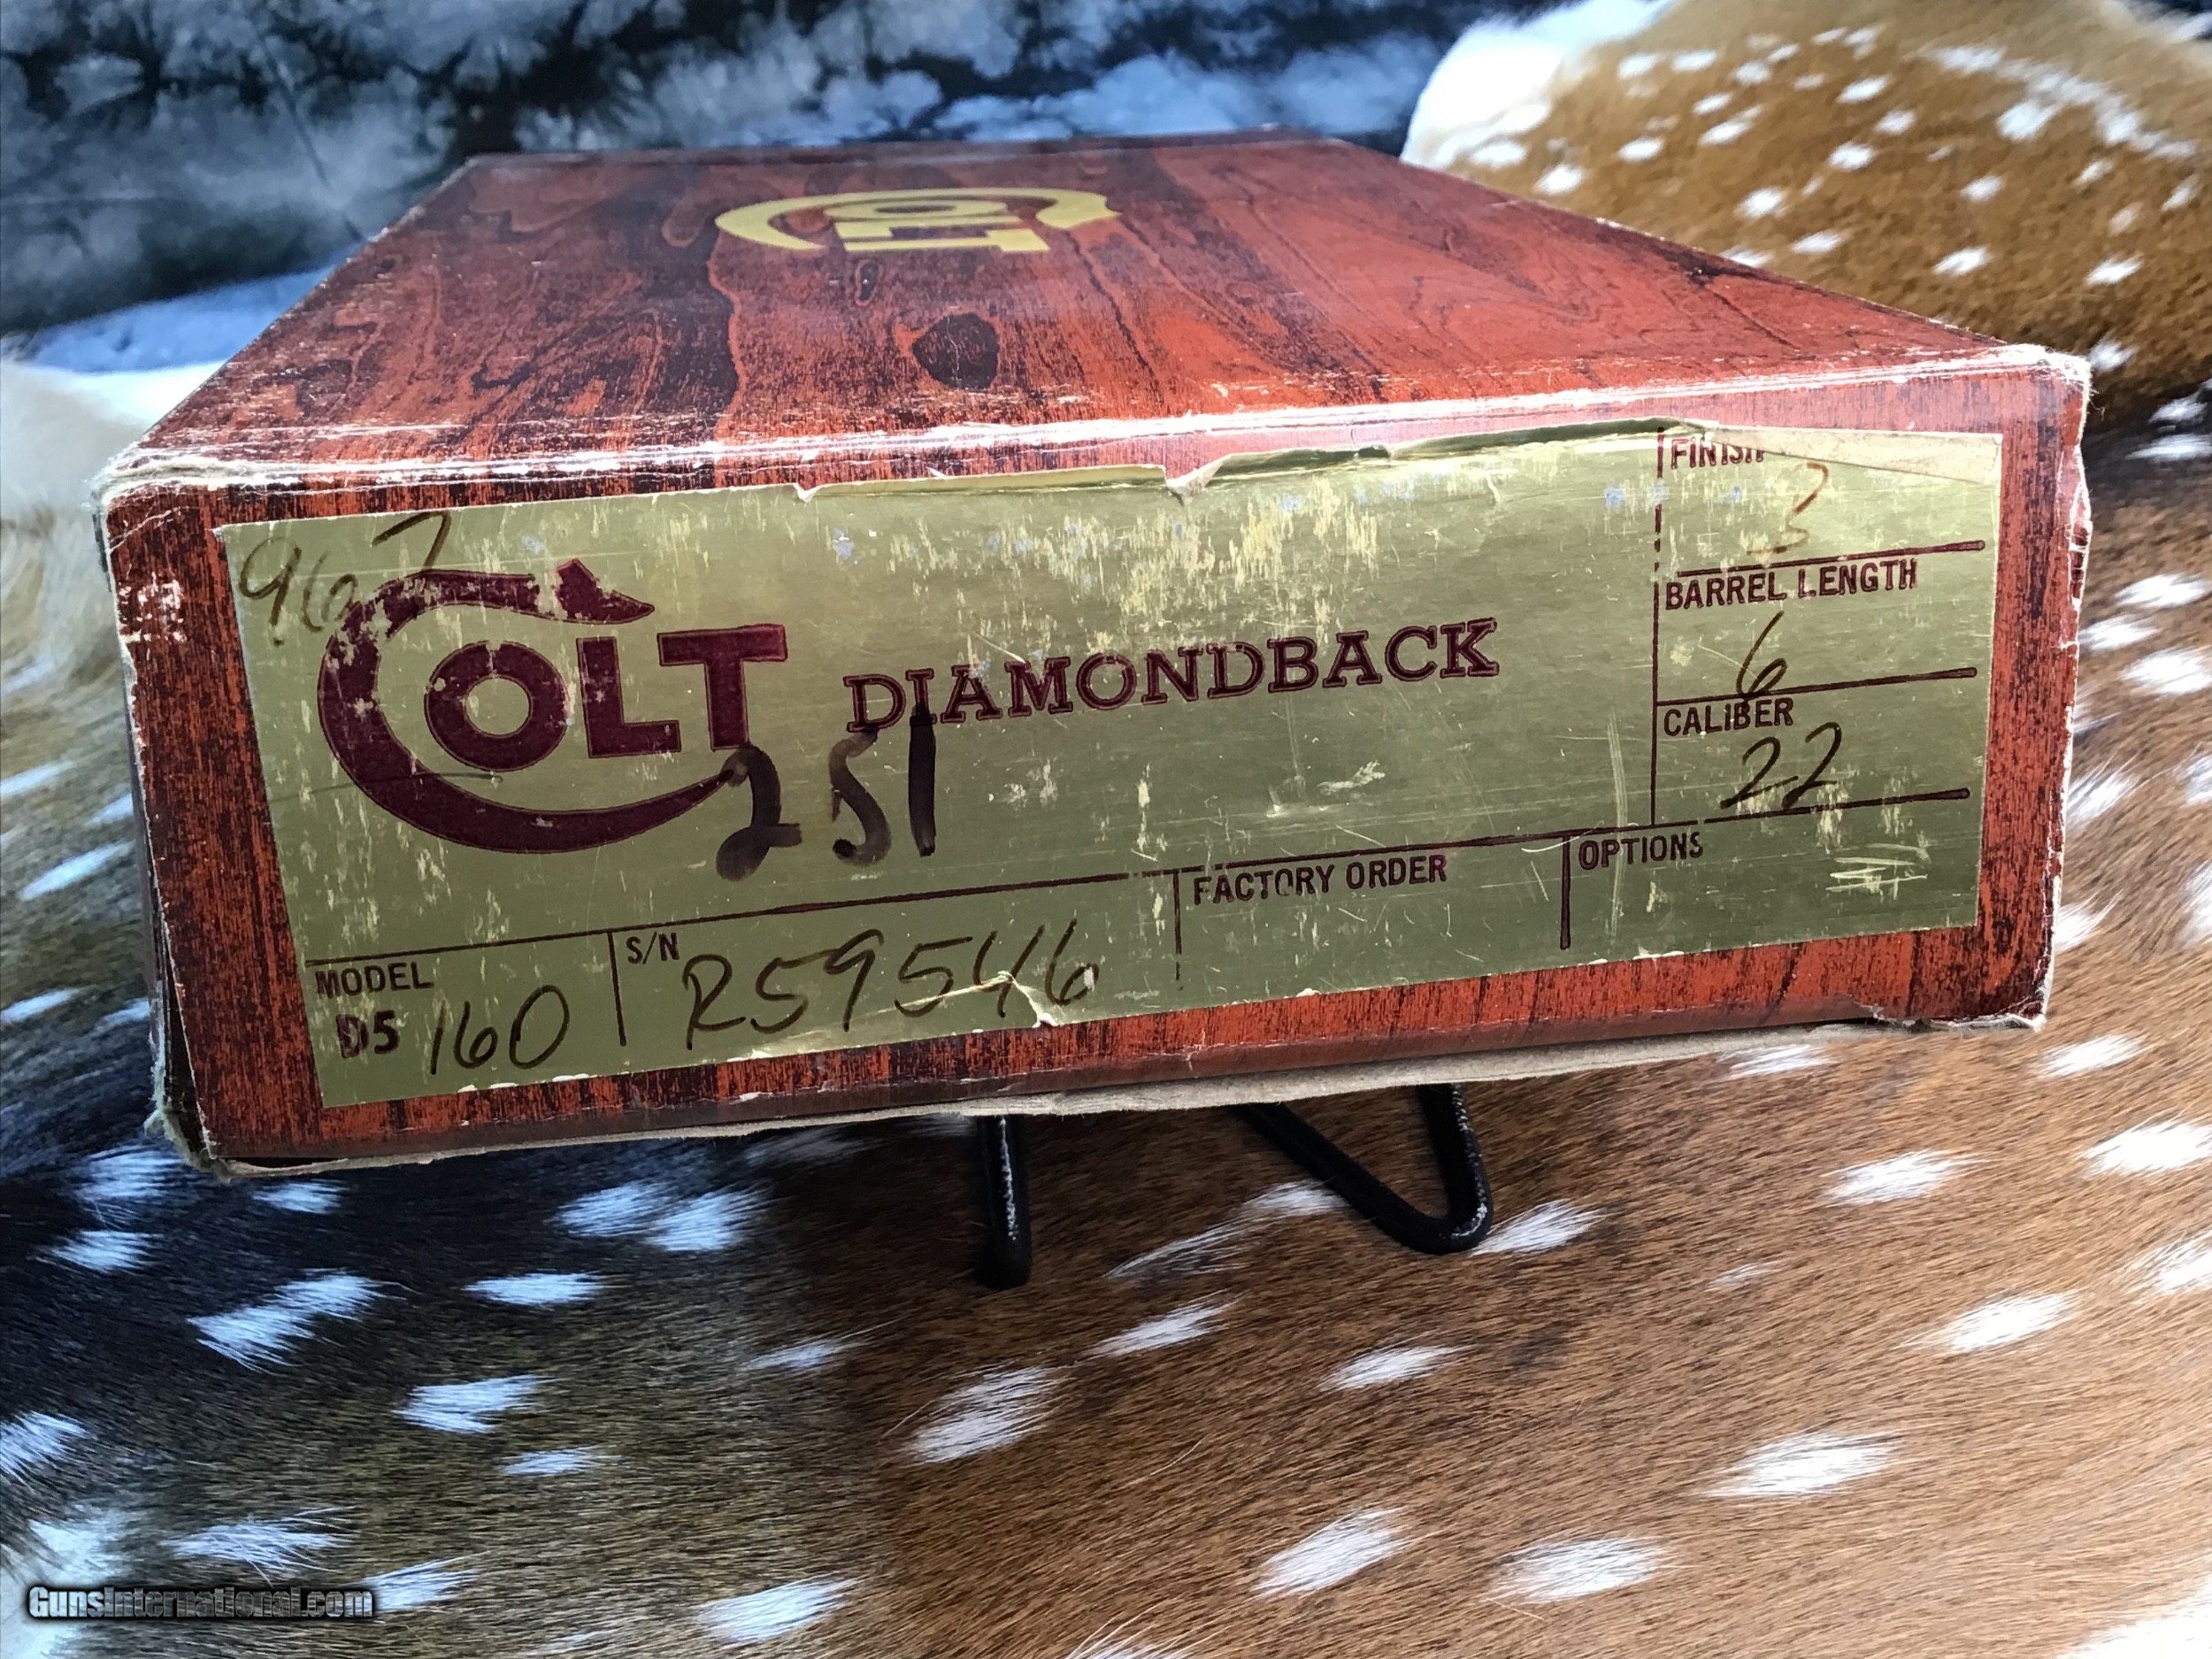 COLT
967
FINISH
3
COLT DIAMONDBACK
BARREL LENGTH
6
251
CALIBER
22
MODEL
D5 160
S/N
R59546
FACTORY ORDER
OPTIONS
GunsInternational.com